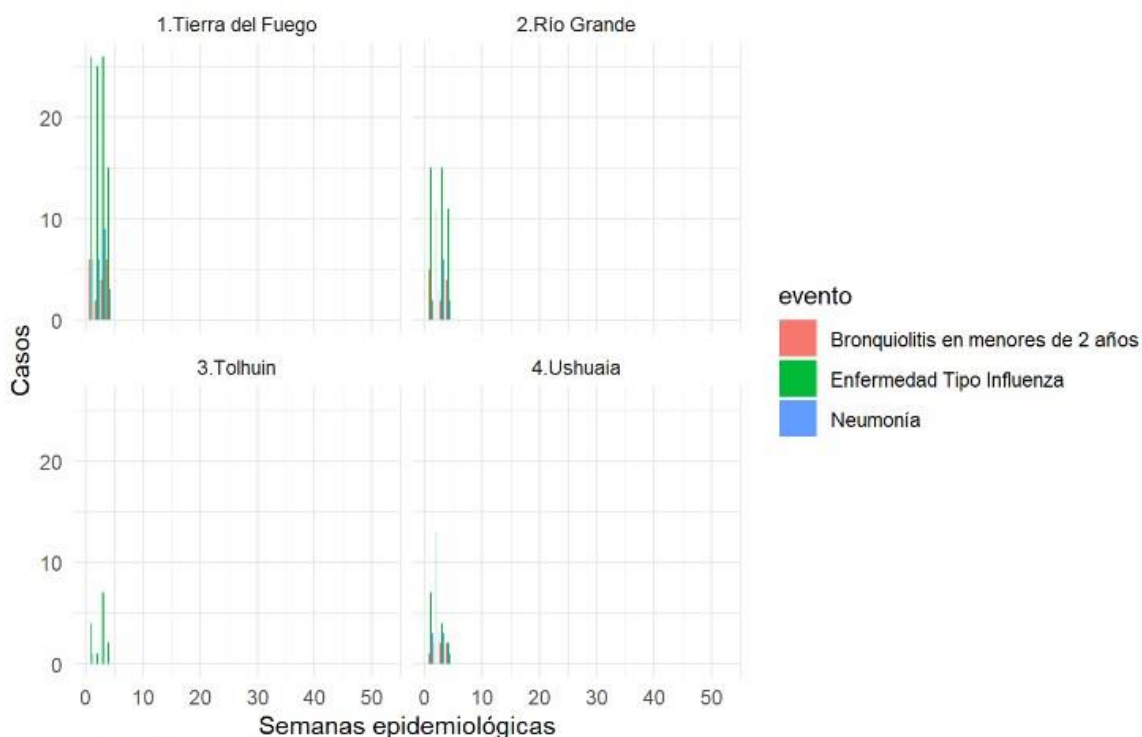 1.Tierra del Fuego
2.Río Grande
20
10
0
Casos
3.Tolhuin
4.Ushuaia
20
10
0
0 10 20 30 40 50
0 10 20 30 40 50
Semanas epidemiológicas
evento
Bronquiolitis en menores de 2 años
Enfermedad Tipo Influenza
Neumonía